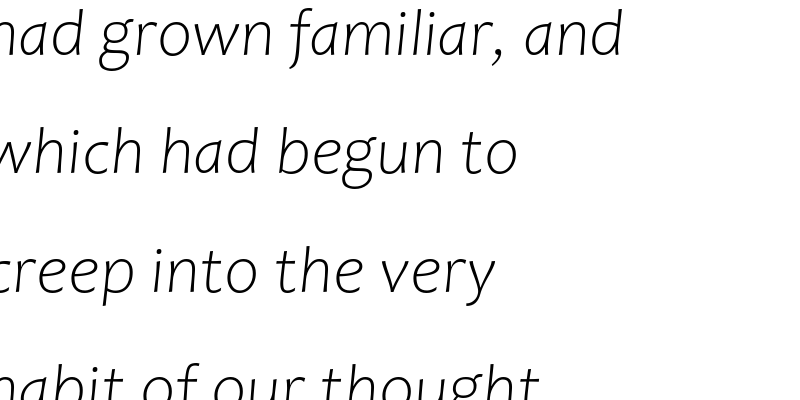 had grown familiar, and
which had begun to
creep into the very
habit of our thought